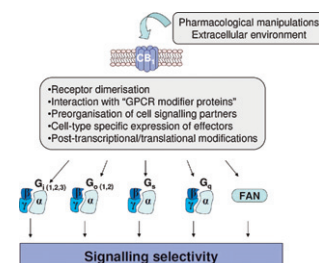 Pharmacological manipulations
Extracellular environment
CB₁
•Receptor dimerisation
•Interaction with “GPCR modifier proteins”
•Preorganisation of cell signalling partners
•Cell-type specific expression of effectors
•Post-transcriptional/translational modifications
Gi (1,2,3) Go (1,2) Gs Gq
β γ α β γ α β γ α β γ α FAN
Signalling selectivity